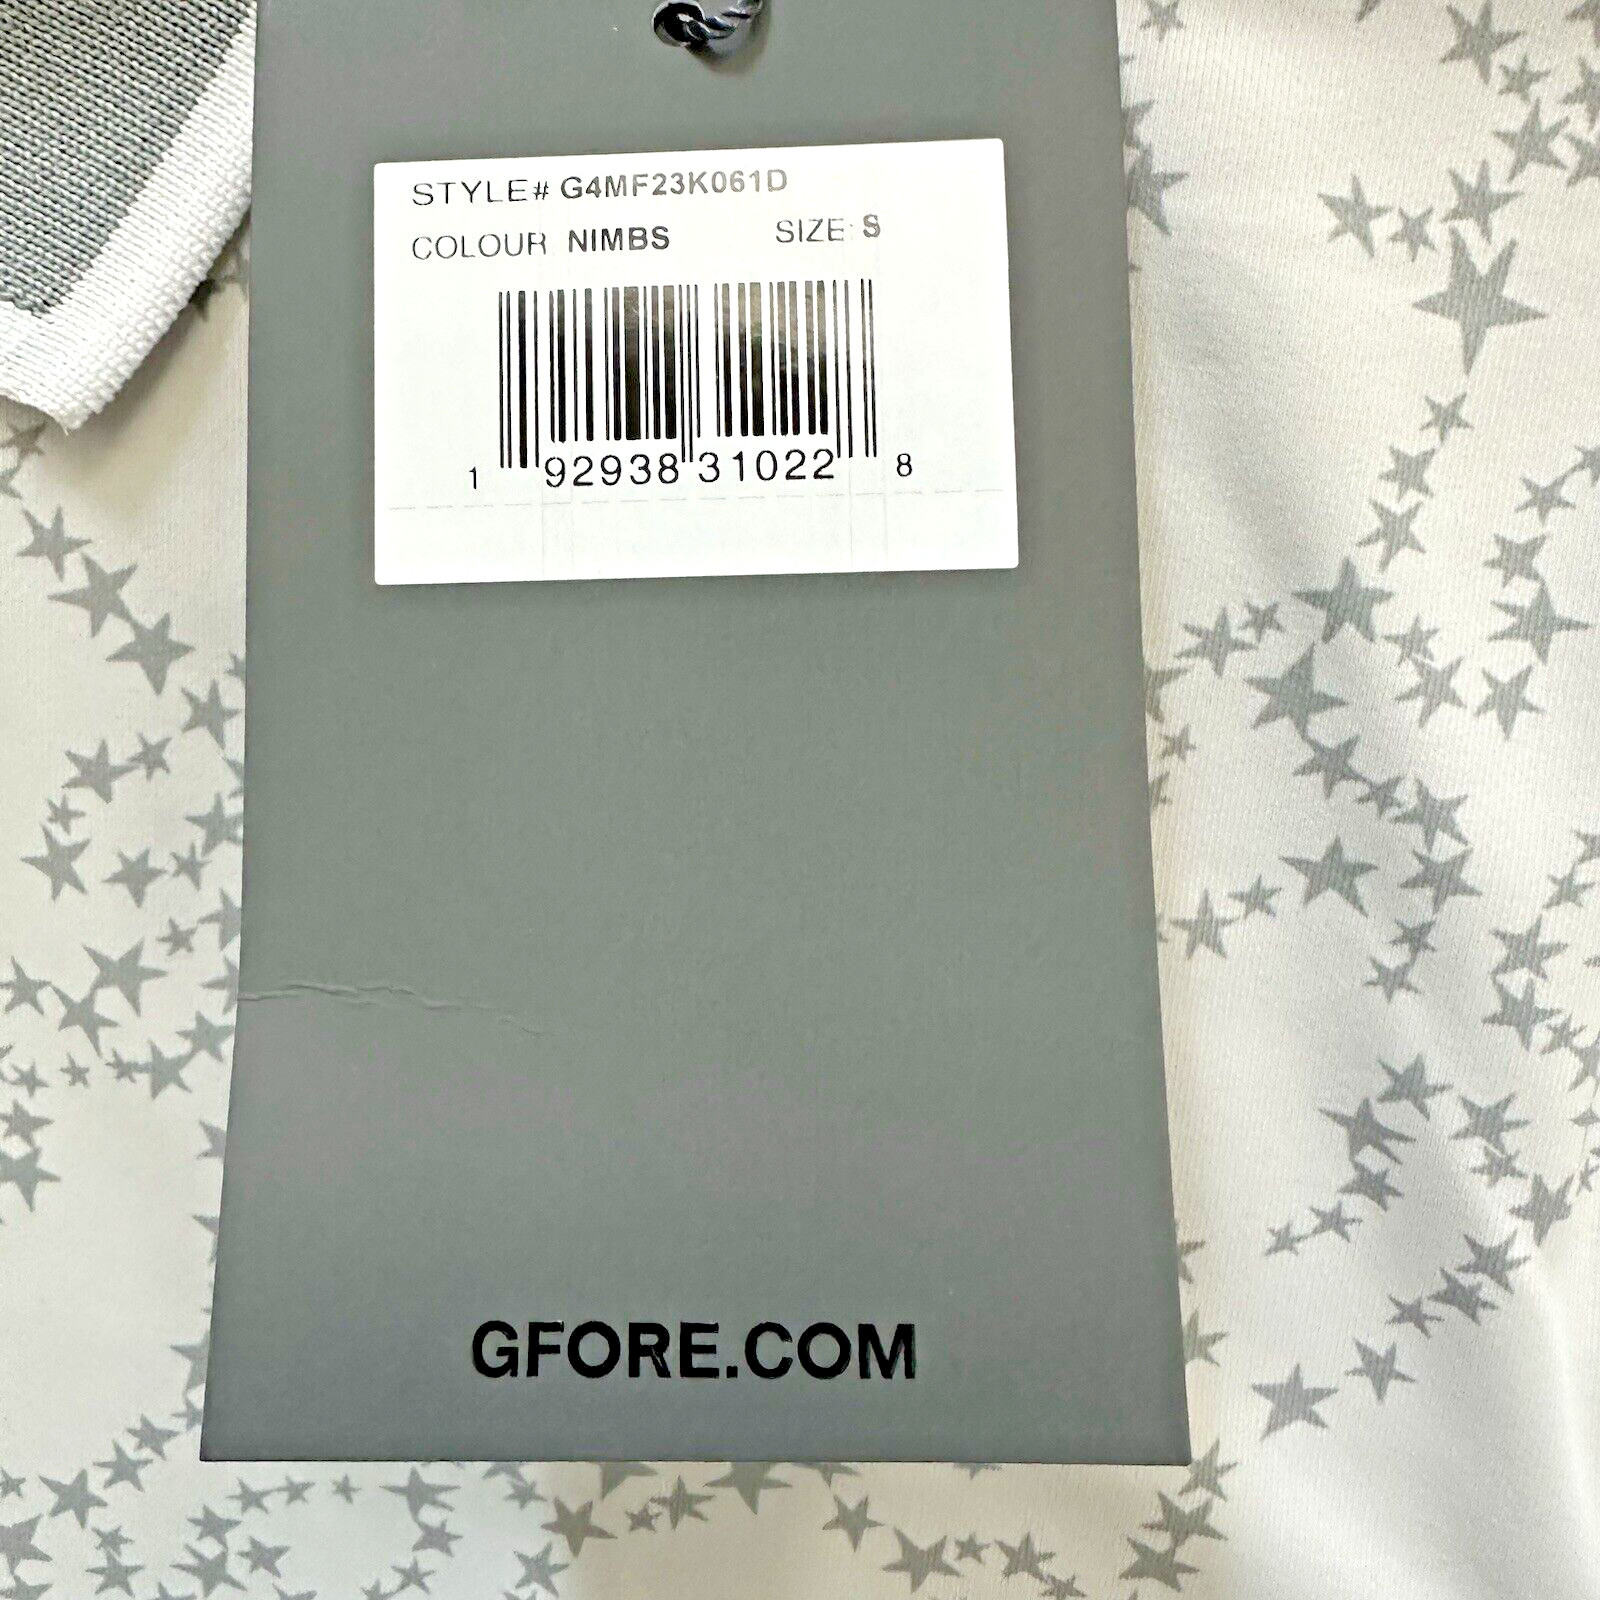 STYLE# G4MF23K061D
COLOUR NIMBS SIZE: S
1 92938 31022 8
GFORE.COM